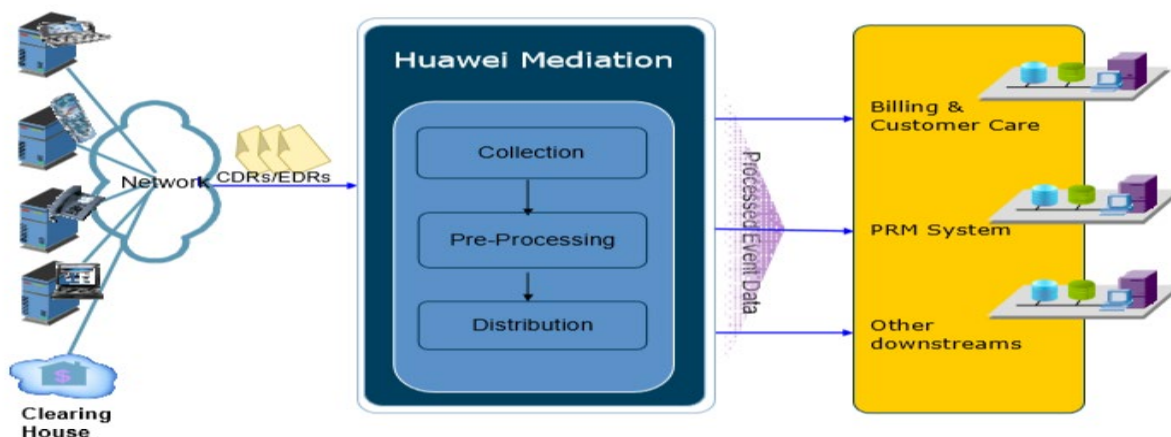 Huawei Mediation
Collection
Pre-Processing
Distribution
Network
CDRs/EDRs
Clearing
House
Processed Event Data
Billing &
Customer Care
PRM System
Other
downstreams
$